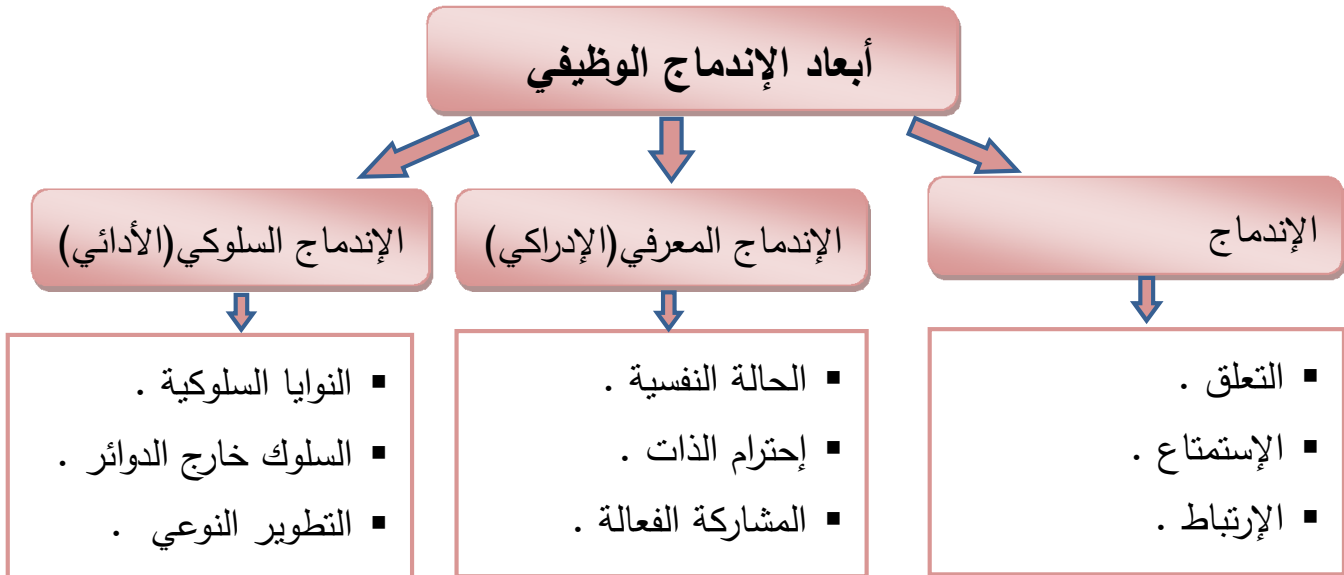 أبعاد الإندماج الوظيفي
الإندماج
التعلق .
الإستمتاع .
الإرتباط .
الإندماج المعرفي(الإدراكي)
الحالة النفسية .
إحترام الذات .
المشاركة الفعالة .
الإندماج السلوكي(الأدائي)
النوايا السلوكية .
السلوك خارج الدوائر .
التطوير النوعي .